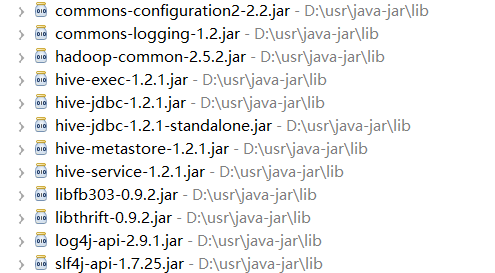 commons-configuration2-2.2.jar - D:\usr\java-jar\lib
commons-logging-1.2.jar - D:\usr\java-jar\lib
hadoop-common-2.5.2.jar - D:\usr\java-jar\lib
hive-exec-1.2.1.jar - D:\usr\java-jar\lib
hive-jdbc-1.2.1.jar - D:\usr\java-jar\lib
hive-jdbc-1.2.1-standalone.jar - D:\usr\java-jar\lib
hive-metastore-1.2.1.jar - D:\usr\java-jar\lib
hive-service-1.2.1.jar - D:\usr\java-jar\lib
libfb303-0.9.2.jar - D:\usr\java-jar\lib
libthrift-0.9.2.jar - D:\usr\java-jar\lib
log4j-api-2.9.1.jar - D:\usr\java-jar\lib
slf4j-api-1.7.25.jar - D:\usr\java-jar\lib